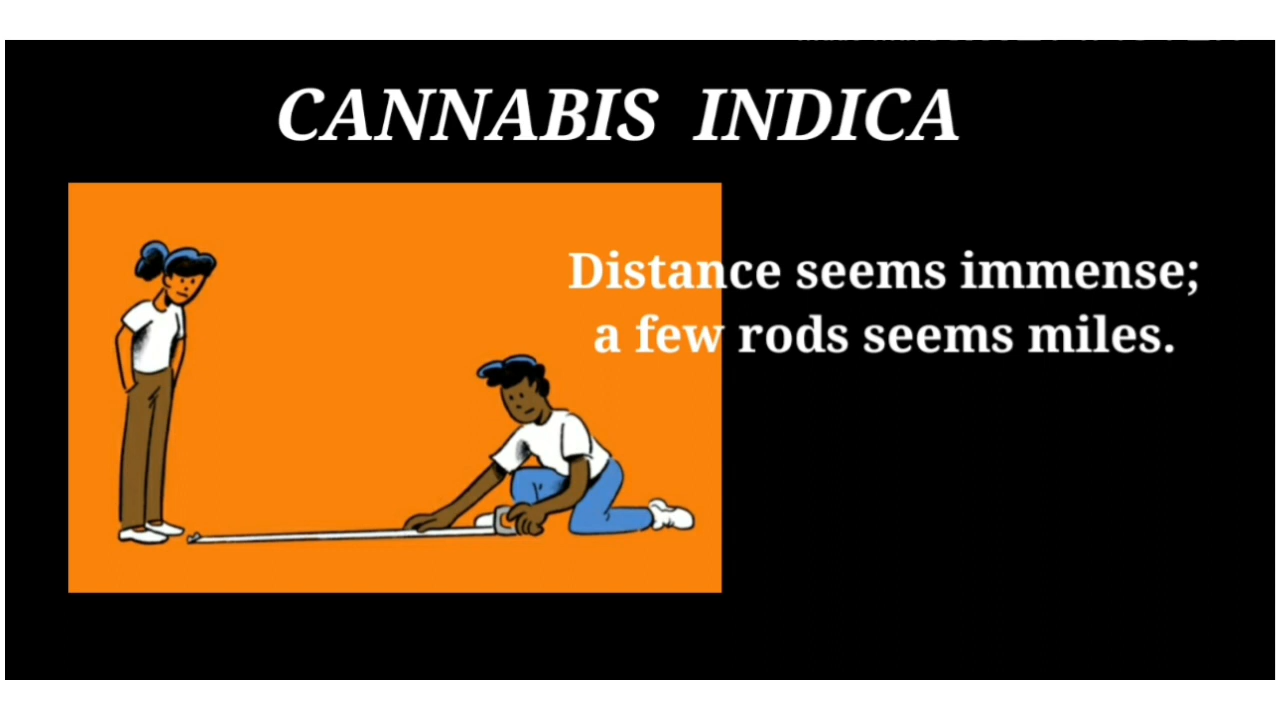 CANNABIS INDICA
Distance seems immense;
a few rods seems miles.